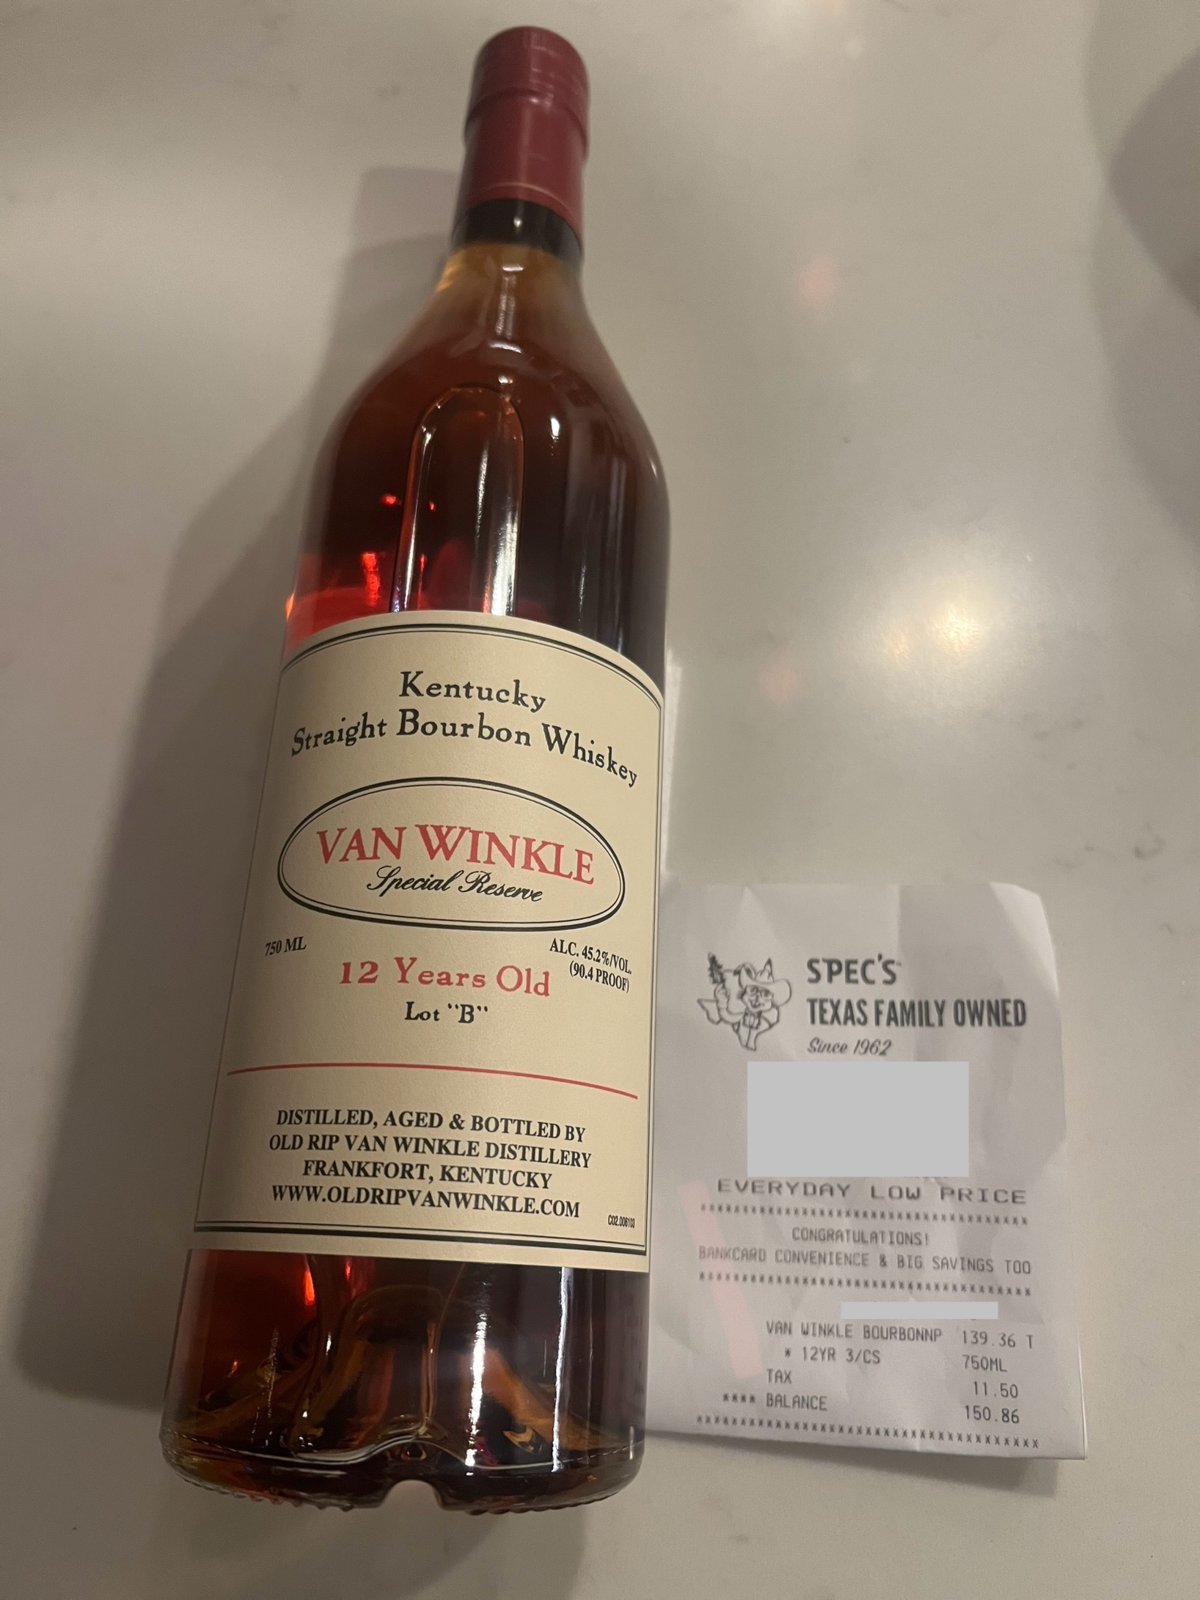 Kentucky
Straight Bourbon Whiskey
VAN WINKLE
Special Reserve
750 ML
ALC. 45.2%/VOL.
(90.4 PROOF)
12 Years Old
Lot "B"
DISTILLED, AGED & BOTTLED BY
OLD RIP VAN WINKLE DISTILLERY
FRANKFORT, KENTUCKY
WWW.OLDRIPVANWINKLE.COM
SPEC'S
TEXAS FAMILY OWNED
Since 1962
EVERYDAY LOW PRICE
CONGRATULATIONS!
BANKCARD CONVENIENCE & BIG SAVINGS TOO
VAN WINKLE BOURBONNP 139.36 T
* 12YR 3/CS 750ML
TAX 11.50
**** BALANCE 150.86